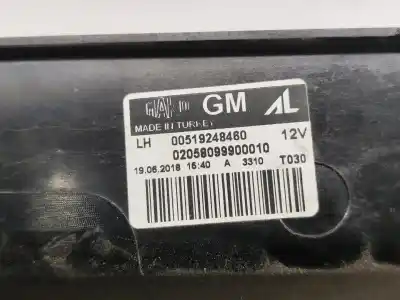 GM AL
MADE IN TURKEY
LH 00519248460 12V
02058099900010
19.06.2018 15:40 A 3310 T030